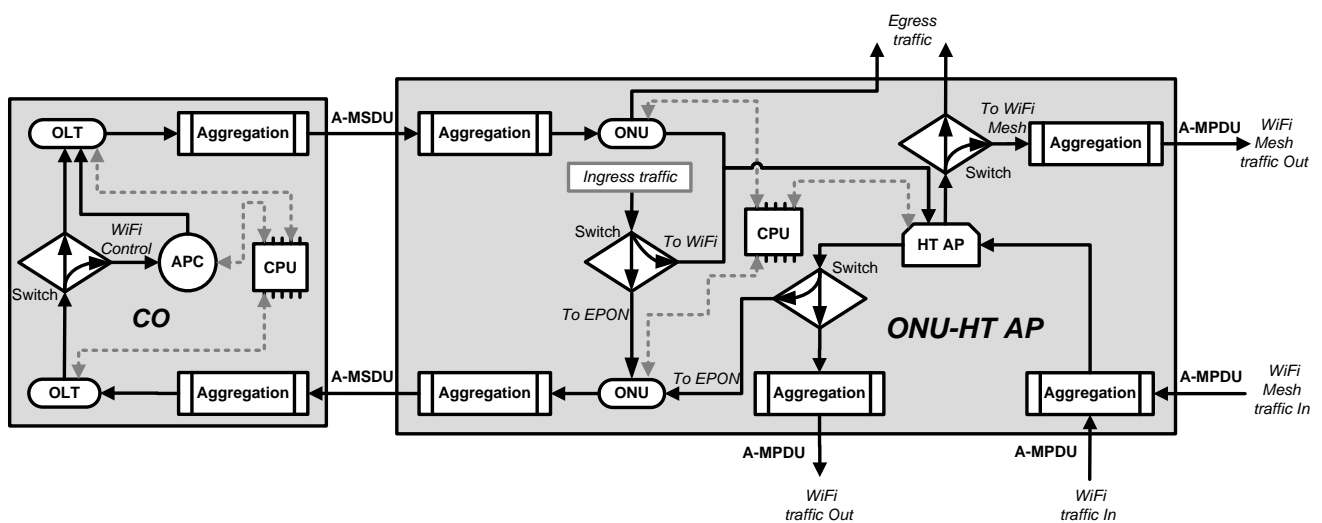 Egress
traffic
To WiFi
Mesh
OLT
Aggregation
A-MSDU
Aggregation
ONU
Aggregation
A-MPDU
WiFi
Mesh
traffic Out
Switch
Ingress traffic
WiFi
Control
Switch
APC
CPU
Switch
To WiFi
CPU
HT AP
Switch
CO
To EPON
ONU-HT AP
OLT
Aggregation
A-MSDU
Aggregation
ONU
To EPON
Aggregation
Aggregation
A-MPDU
WiFi
Mesh
traffic In
A-MPDU
A-MPDU
WiFi
traffic Out
WiFi
traffic In